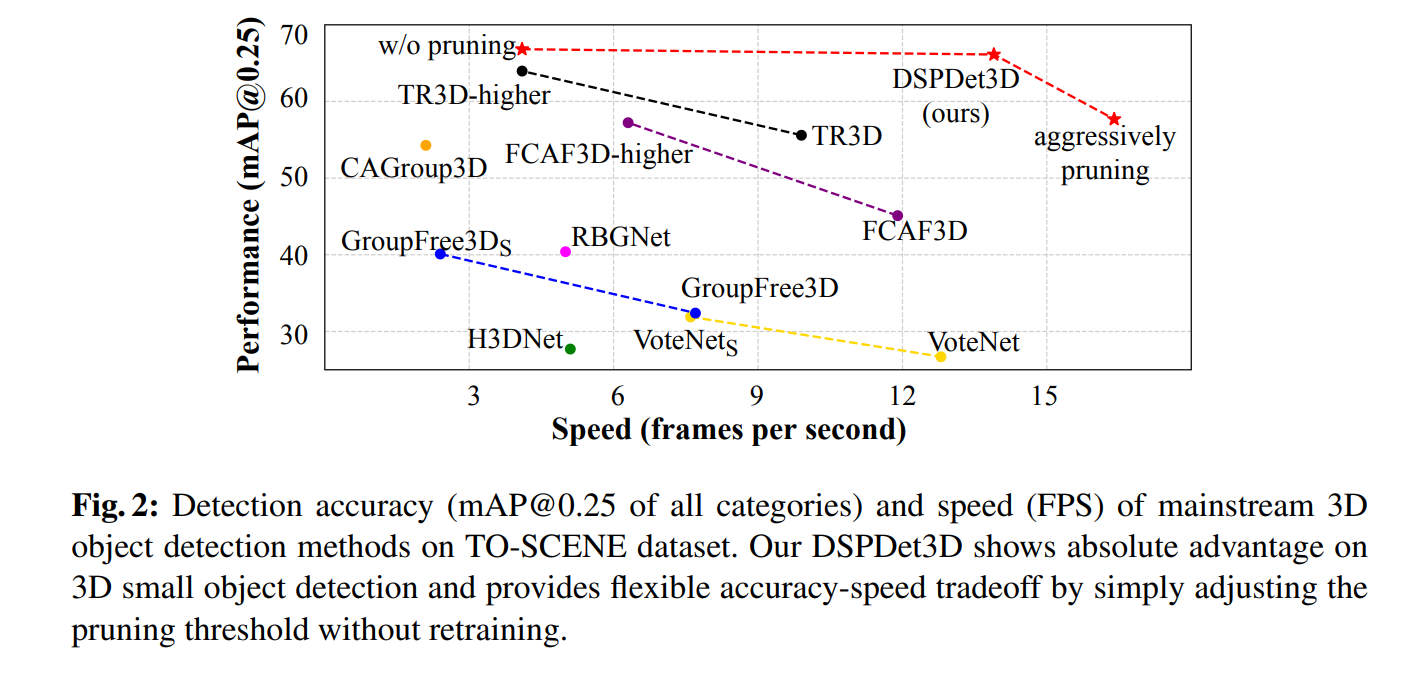 Performance (mAP@0.25)
70
60
50
40
30
w/o pruning
TR3D-higher
DSPDet3D
(ours)
aggressively
pruning
TR3D
FCAF3D-higher
CAGroup3D
FCAF3D
GroupFree3DS
RBGNet
GroupFree3D
H3DNet
VoteNetS
VoteNet
3
6
9
12
15
Speed (frames per second)
Fig. 2: Detection accuracy (mAP@0.25 of all categories) and speed (FPS) of mainstream 3D
object detection methods on TO-SCENE dataset. Our DSPDet3D shows absolute advantage on
3D small object detection and provides flexible accuracy-speed tradeoff by simply adjusting the
pruning threshold without retraining.